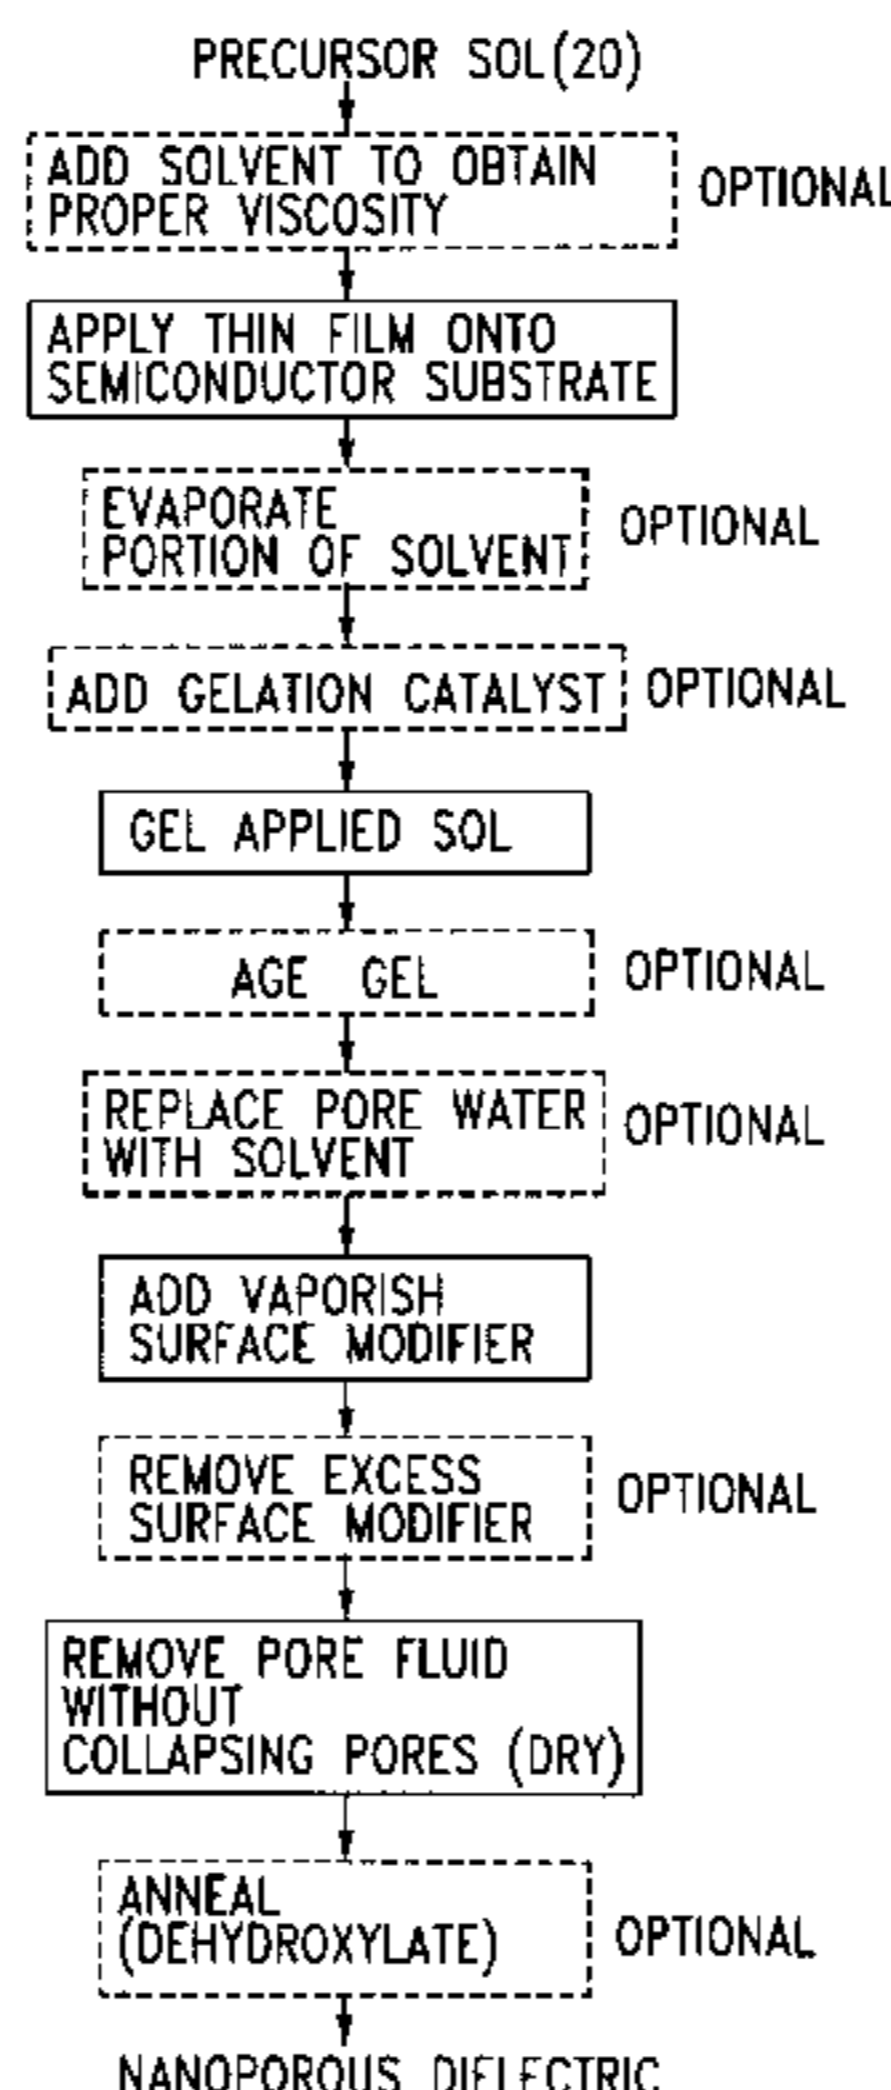 PRECURSOR SOL(20)
ADD SOLVENT TO OBTAIN
PROPER VISCOSITY
OPTIONAL
APPLY THIN FILM ONTO
SEMICONDUCTOR SUBSTRATE
EVAPORATE
PORTION OF SOLVENT
OPTIONAL
ADD GELATION CATALYST
OPTIONAL
GEL APPLIED SOL
AGE GEL
OPTIONAL
REPLACE PORE WATER
WITH SOLVENT
OPTIONAL
ADD VAPORISH
SURFACE MODIFIER
REMOVE EXCESS
SURFACE MODIFIER
OPTIONAL
REMOVE PORE FLUID
WITHOUT
COLLAPSING PORES (DRY)
ANNEAL
(DEHYDROXYLATE)
OPTIONAL
NANOPOROUS DIELECTRIC